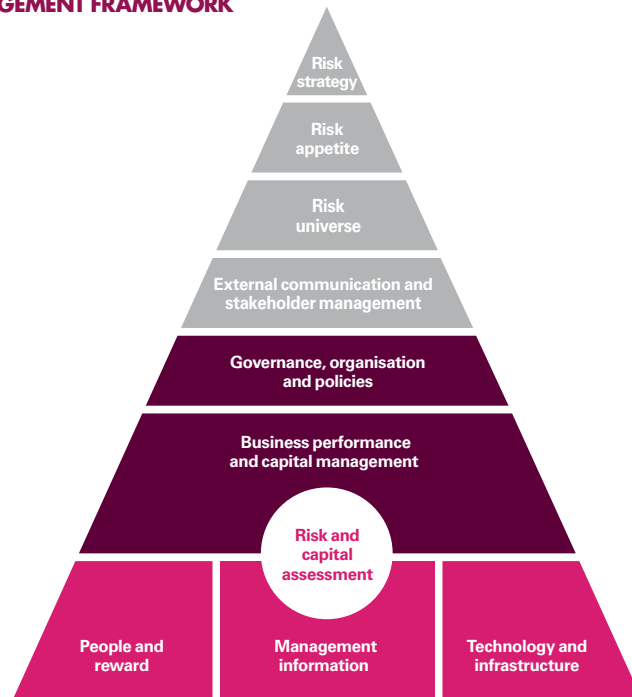 GEMENT FRAMEWORK
Risk
strategy
Risk
appetite
Risk
universe
External communication and
stakeholder management
Governance, organisation
and policies
Business performance
and capital management
Risk and
capital
assessment
People and
reward
Management
information
Technology and
infrastructure